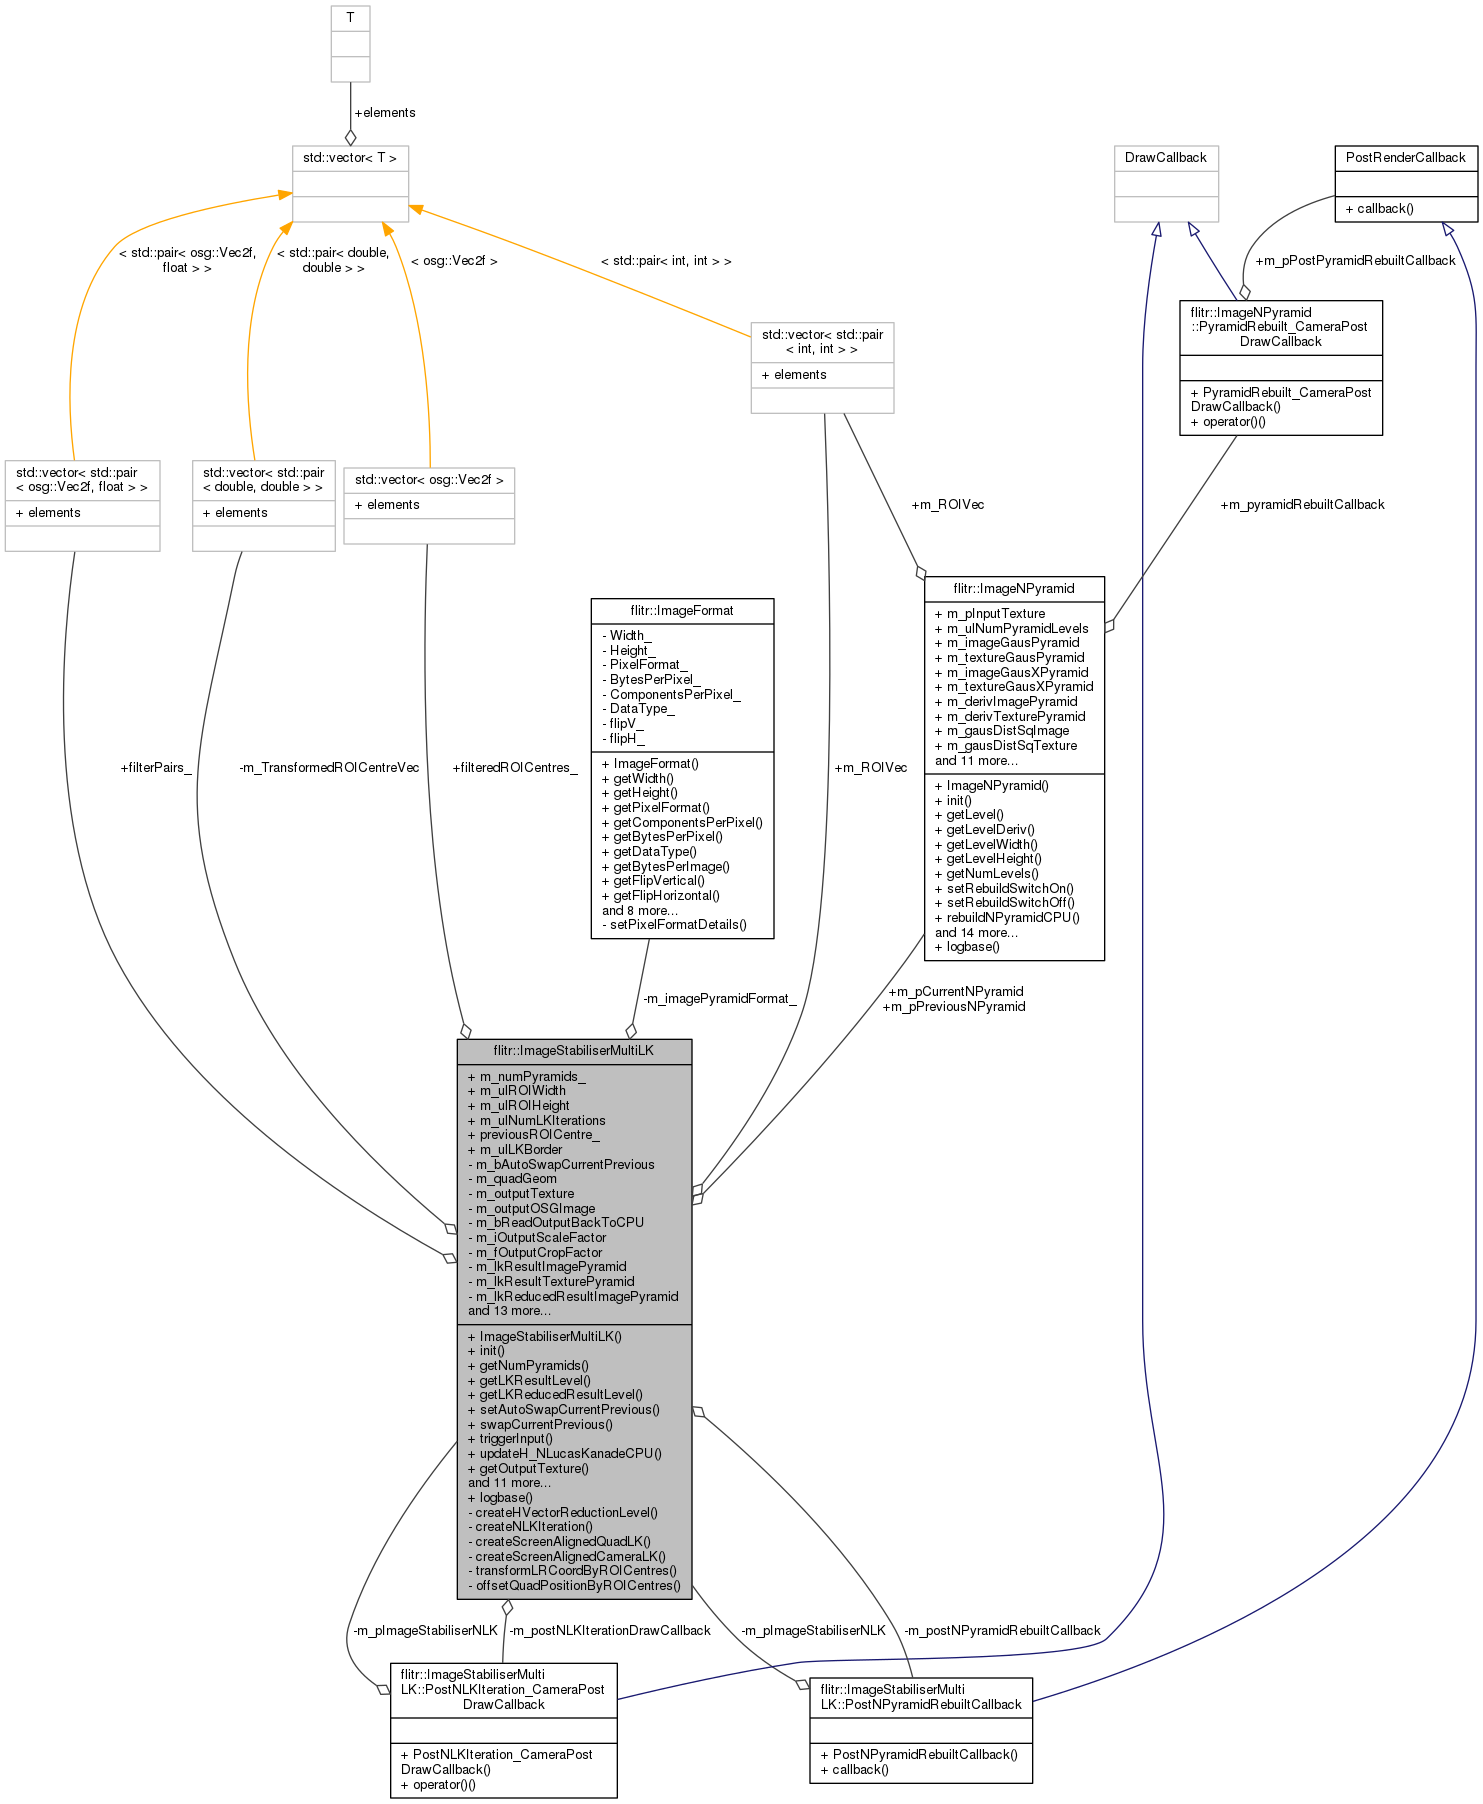 T
+elements
std::vector< T >
DrawCallback
PostRenderCallback
+ callback()
< std::pair< osg::Vec2f,
float > >
< std::pair< double,
double > >
< osg::Vec2f >
< std::pair< int, int > >
+m_pPostPyramidRebuiltCallback
std::vector< std::pair
< int, int > >
+ elements
flitr::ImageNPyramid
::PyramidRebuilt_CameraPost
DrawCallback
+ PyramidRebuilt_CameraPost
DrawCallback()
+ operator()()
std::vector< std::pair
< osg::Vec2f, float > >
+ elements
std::vector< std::pair
< double, double > >
+ elements
std::vector< osg::Vec2f >
+ elements
+m_ROIVec
+m_pyramidRebuiltCallback
flitr::ImageFormat
- Width_
- Height_
- PixelFormat_
- BytesPerPixel_
- ComponentsPerPixel_
- DataType_
- flipV_
- flipH_
+ ImageFormat()
+ getWidth()
+ getHeight()
+ getPixelFormat()
+ getComponentsPerPixel()
+ getBytesPerPixel()
+ getDataType()
+ getBytesPerImage()
+ getFlipVertical()
+ getFlipHorizontal()
and 8 more...
- setPixelFormatDetails()
flitr::ImageNPyramid
+ m_pInputTexture
+ m_ulNumPyramidLevels
+ m_imageGausPyramid
+ m_textureGausPyramid
+ m_imageGausXPyramid
+ m_textureGausXPyramid
+ m_derivImagePyramid
+ m_derivTexturePyramid
+ m_gausDistSqImage
+ m_gausDistSqTexture
and 11 more...
+ ImageNPyramid()
+ init()
+ getLevel()
+ getLevelDeriv()
+ getLevelWidth()
+ getLevelHeight()
+ getNumLevels()
+ setRebuildSwitchOn()
+ setRebuildSwitchOff()
+ rebuildNPyramidCPU()
and 14 more...
+ logbase()
+filterPairs_
-m_TransformedROICentreVec
+filteredROICentres_
+m_ROIVec
-m_imagePyramidFormat_
+m_pCurrentNPyramid
+m_pPreviousNPyramid
flitr::ImageStabiliserMultiLK
+ m_numPyramids_
+ m_ulROIWidth
+ m_ulROIHeight
+ m_ulNumLKIterations
+ previousROICentre_
+ m_ulLKBorder
- m_bAutoSwapCurrentPrevious
- m_quadGeom
- m_outputTexture
- m_outputOSGImage
- m_bReadOutputBackToCPU
- m_iOutputScaleFactor
- m_fOutputCropFactor
- m_lkResultImagePyramid
- m_lkResultTexturePyramid
- m_lkReducedResultImagePyramid
and 13 more...
+ ImageStabiliserMultiLK()
+ init()
+ getNumPyramids()
+ getLKResultLevel()
+ getLKReducedResultLevel()
+ setAutoSwapCurrentPrevious()
+ swapCurrentPrevious()
+ triggerInput()
+ updateH_NLucasKanadeCPU()
+ getOutputTexture()
and 11 more...
+ logbase()
- createHVectorReductionLevel()
- createNLKIteration()
- createScreenAlignedQuadLK()
- createScreenAlignedCameraLK()
- transformLRCoordByROICentres()
- offsetQuadPositionByROICentres()
-m_pImageStabiliserNLK
-m_postNLKIterationDrawCallback
-m_pImageStabiliserNLK
-m_postNPyramidRebuiltCallback
flitr::ImageStabiliserMulti
LK::PostNLKIteration_CameraPost
DrawCallback
+ PostNLKIteration_CameraPost
DrawCallback()
+ operator()()
flitr::ImageStabiliserMulti
LK::PostNPyramidRebuiltCallback
+ PostNPyramidRebuiltCallback()
+ callback()